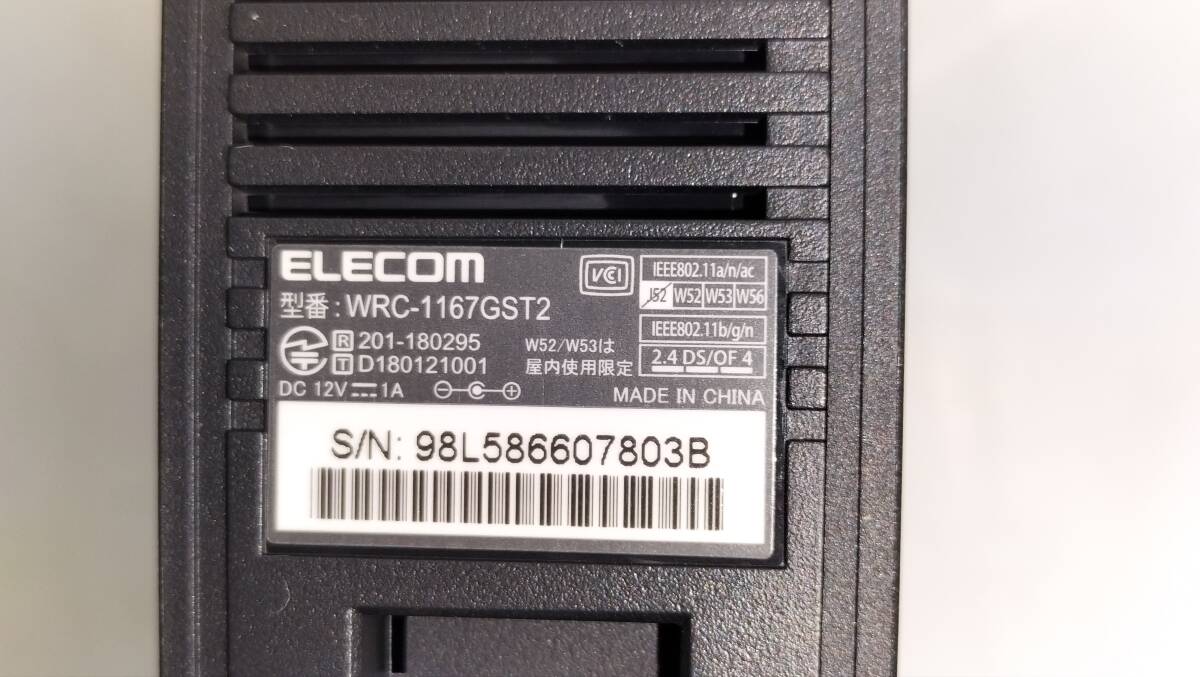 ELECOM
型番:WRC-1167GST2
R 201-180295
T D180121001
DC 12V 1A
VCI
IEEE802.11a/n/ac
J52 W52 W53 W56
IEEE802.11b/g/n
2.4 DS/OF 4
W52/W53は
屋内使用限定
MADE IN CHINA
S/N: 98L586607803B